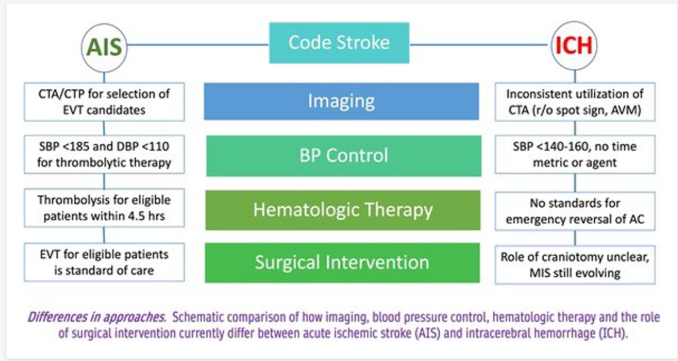 AIS
Code Stroke
ICH
CTA/CTP for selection of
EVT candidates
Imaging
Inconsistent utilization of
CTA (r/o spot sign, AVM)
SBP <185 and DBP <110
for thrombolytic therapy
BP Control
SBP <140-160, no time
metric or agent
Thrombolysis for eligible
patients within 4.5 hrs
Hematologic Therapy
No standards for
emergency reversal of AC
EVT for eligible patients
is standard of care
Surgical Intervention
Role of craniotomy unclear,
MIS still evolving
Differences in approaches. Schematic comparison of how imaging, blood pressure control, hematologic therapy and the role
of surgical intervention currently differ between acute ischemic stroke (AIS) and intracerebral hemorrhage (ICH).